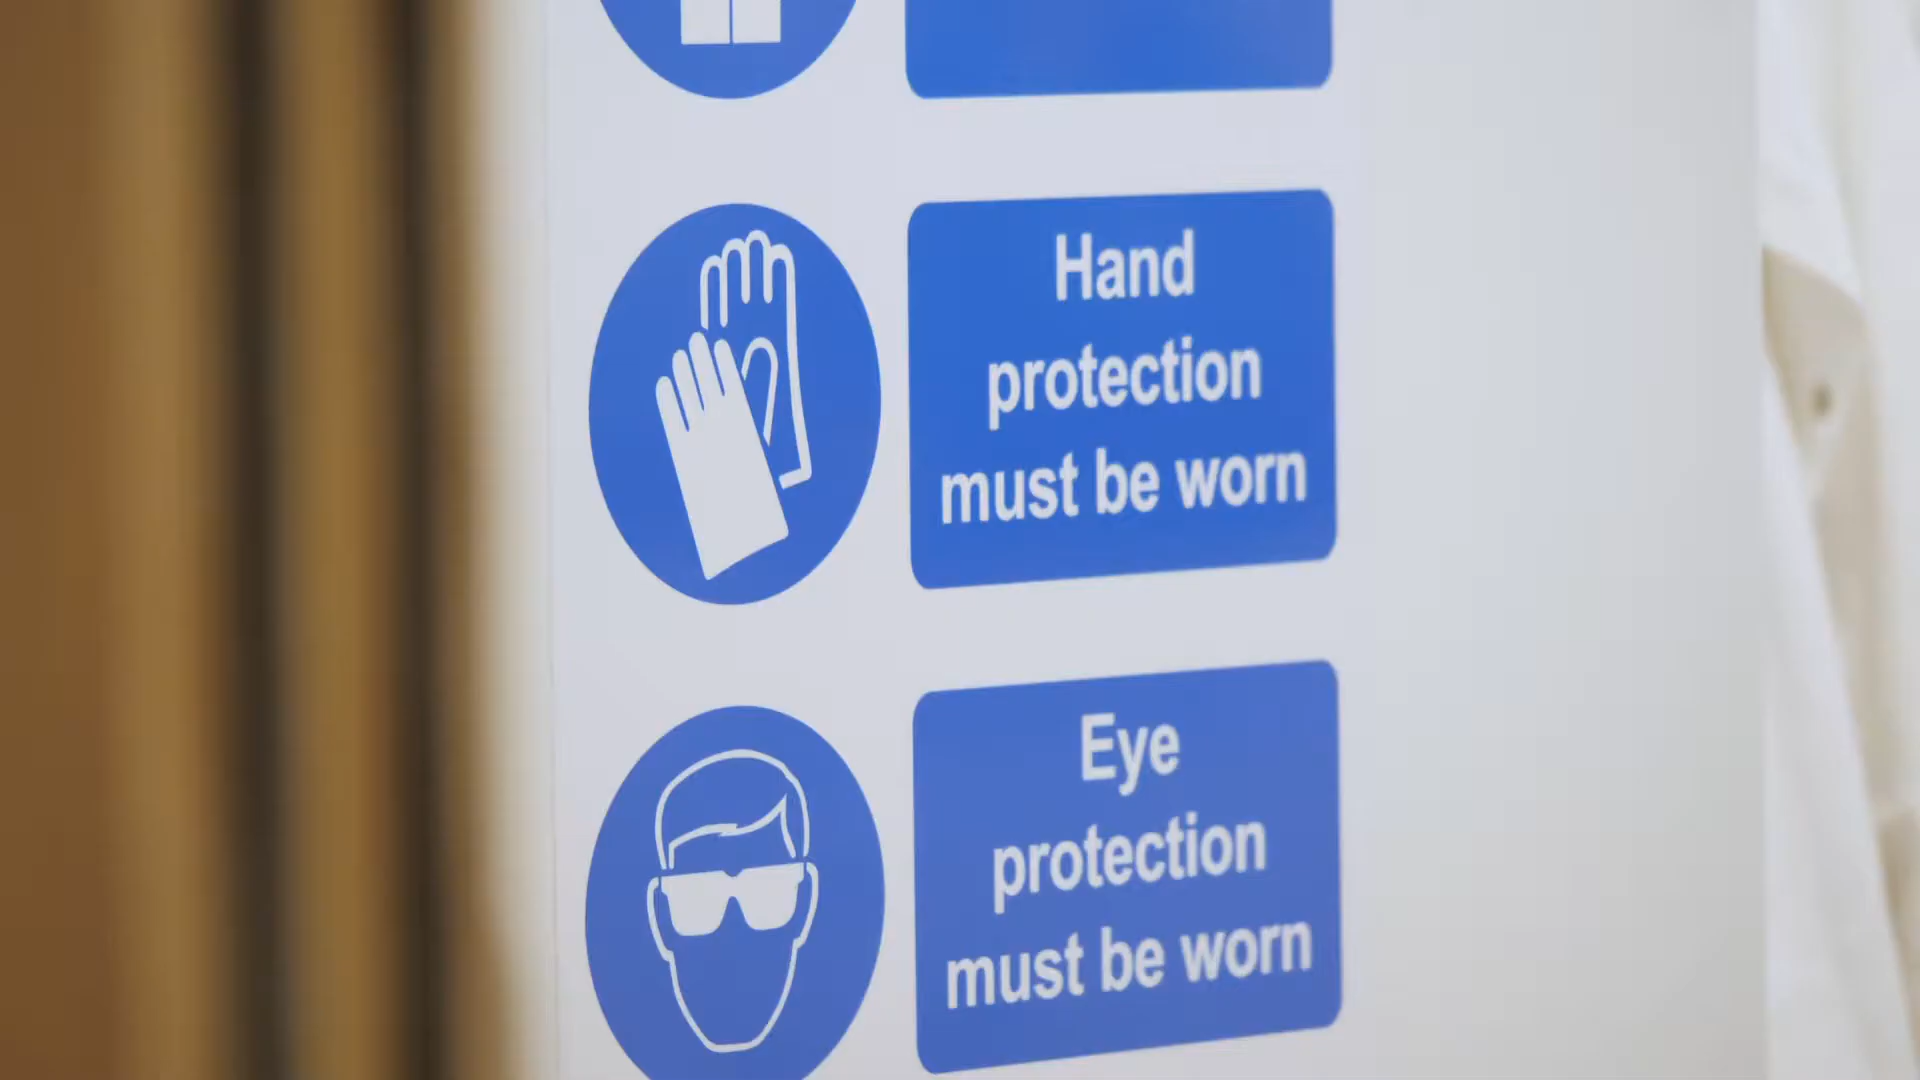 Hand
protection
must be worn
Eye
protection
must be worn